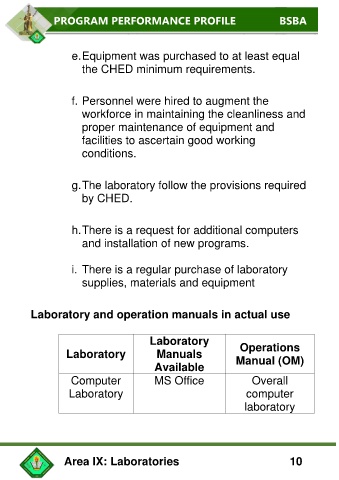 PROGRAM PERFORMANCE PROFILE BSBA
e.Equipment was purchased to at least equal
the CHED minimum requirements.
f. Personnel were hired to augment the
workforce in maintaining the cleanliness and
proper maintenance of equipment and
facilities to ascertain good working
conditions.
g.The laboratory follow the provisions required
by CHED.
h.There is a request for additional computers
and installation of new programs.
i. There is a regular purchase of laboratory
supplies, materials and equipment
Laboratory and operation manuals in actual use
Laboratory
Laboratory
Manuals
Available
Operations
Manual (OM)
Computer
Laboratory
MS Office
Overall
computer
laboratory
Area IX: Laboratories 10